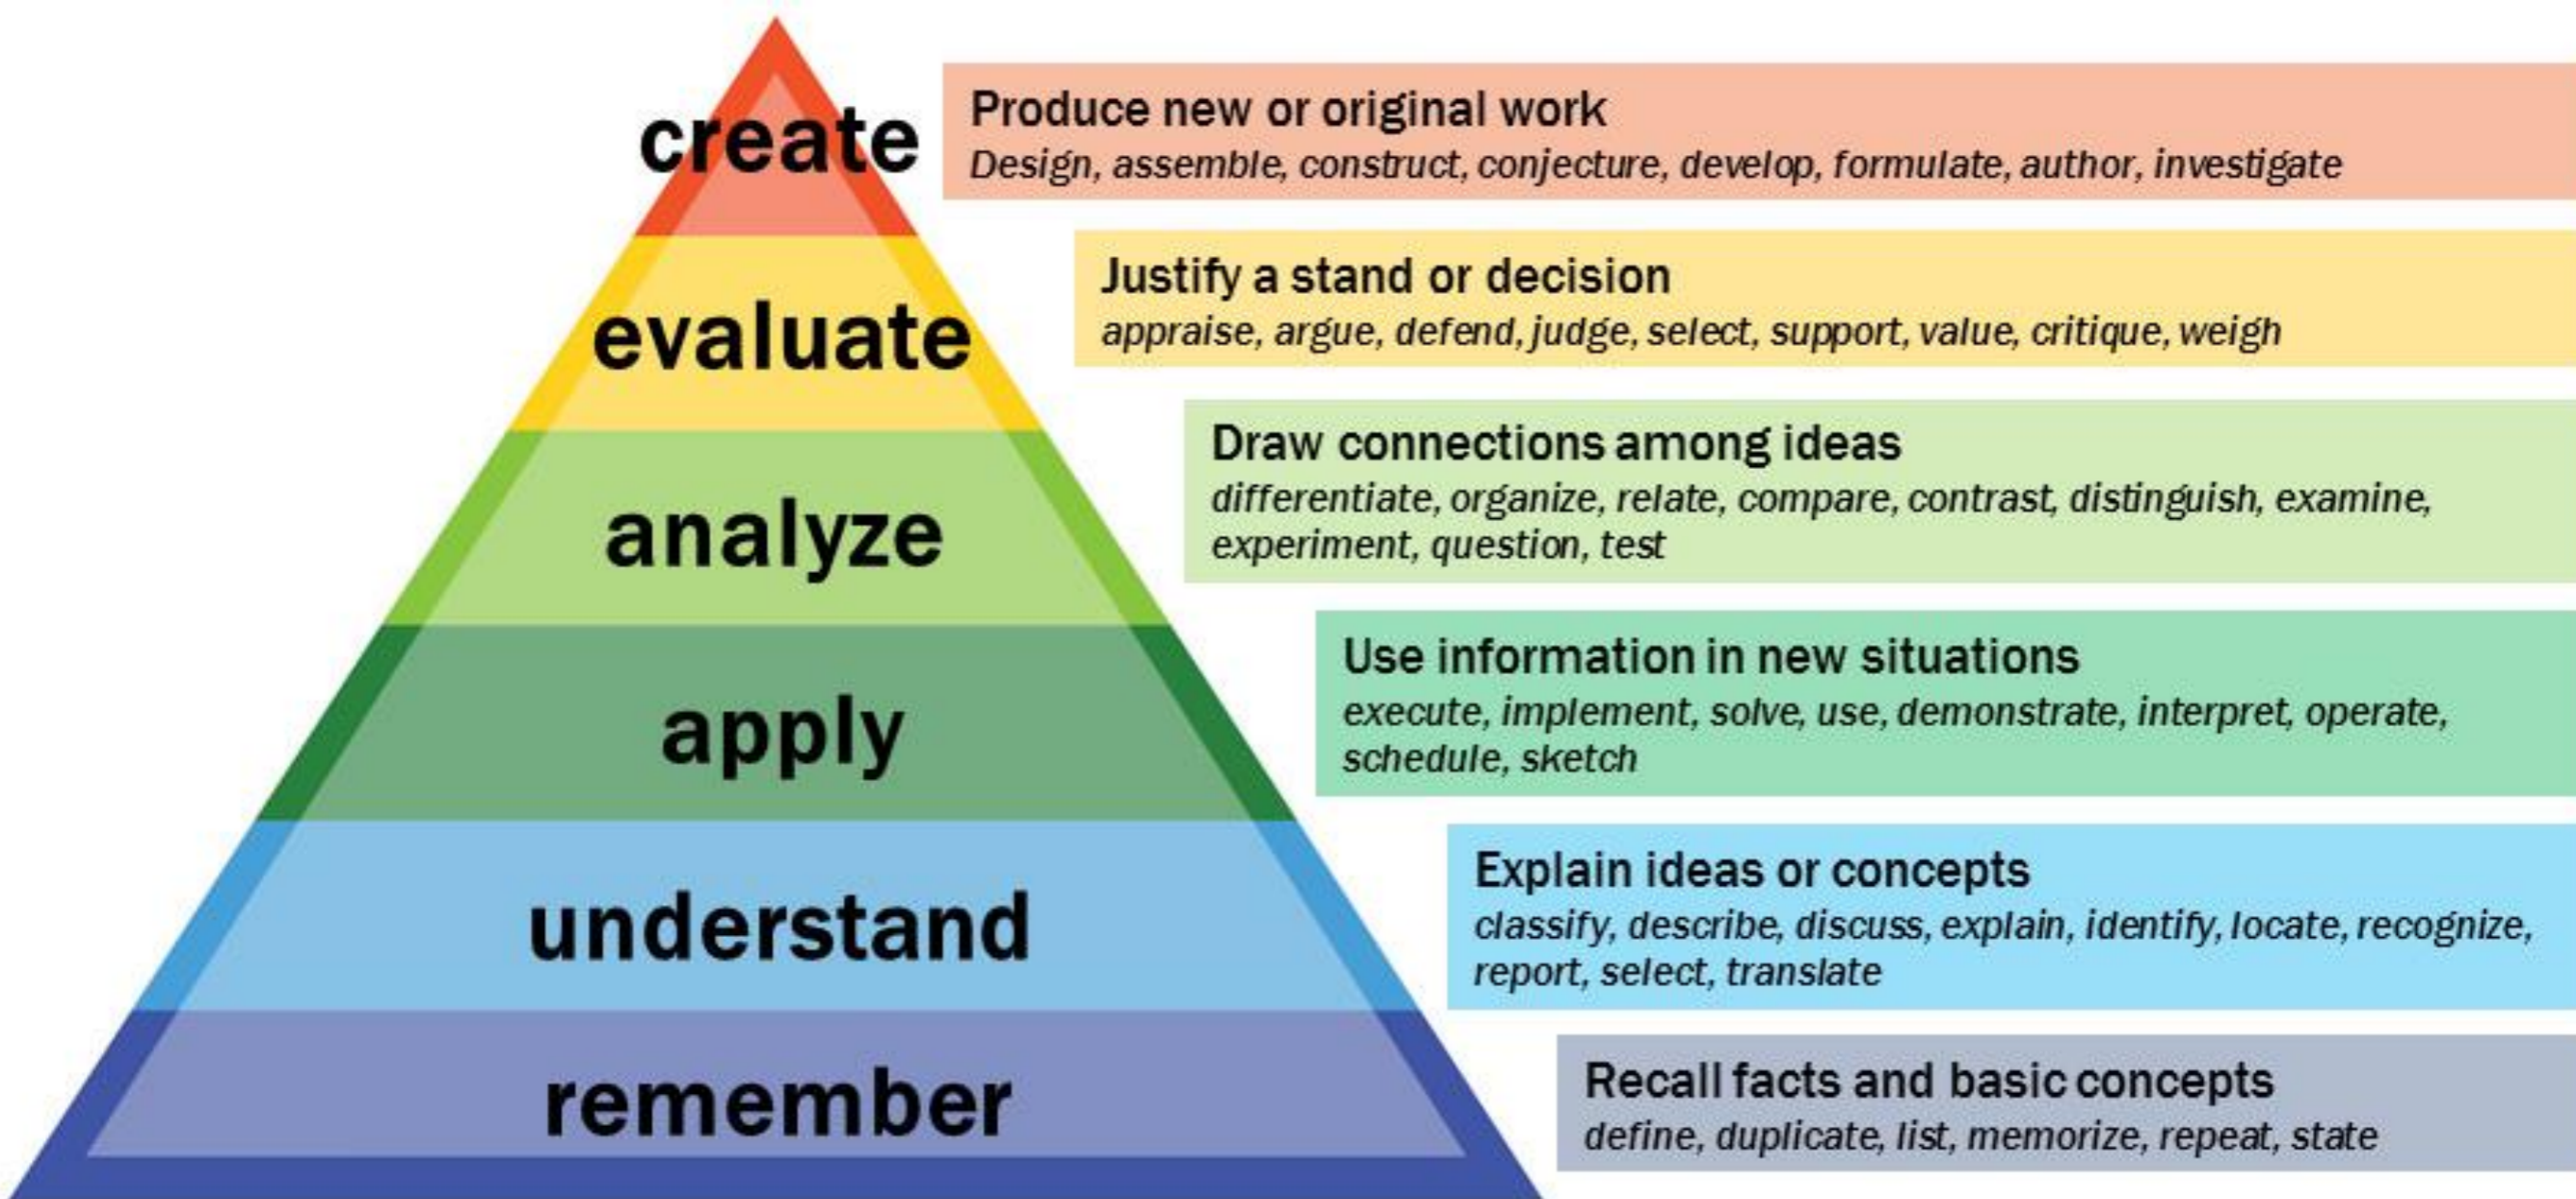 create
Produce new or original work
Design, assemble, construct, conjecture, develop, formulate, author, investigate
evaluate
Justify a stand or decision
appraise, argue, defend, judge, select, support, value, critique, weigh
analyze
Draw connections among ideas
differentiate, organize, relate, compare, contrast, distinguish, examine,
experiment, question, test
apply
Use information in new situations
execute, implement, solve, use, demonstrate, interpret, operate,
schedule, sketch
understand
Explain ideas or concepts
classify, describe, discuss, explain, identify, locate, recognize,
report, select, translate
remember
Recall facts and basic concepts
define, duplicate, list, memorize, repeat, state